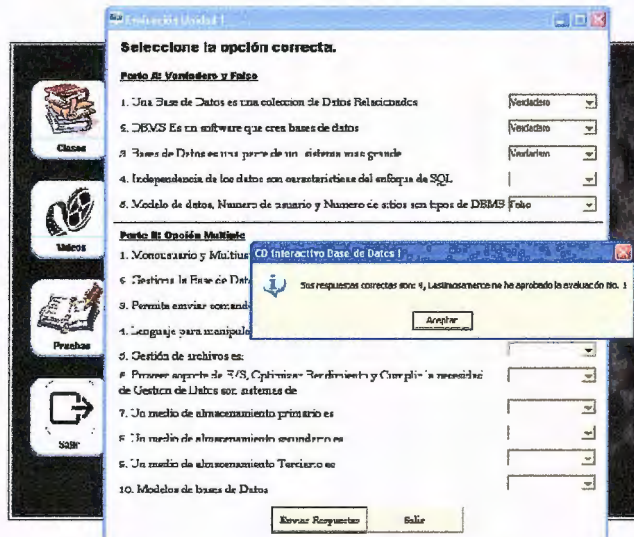 Evaluación Unidad 1
Seleccione la opción correcta.
Parte A: Verdadero y Falso
1. Una Base de Datos es una coleccion de Datos Relacionados
Verdadero
2. DBMS Es un software que crea bases de datos
Verdadero
3. Bases de Datos es una parte de un sistema mas grande
Verdadero
4. Independencia de los datos son caracteristicas del enfoque de SQL
5. Modelo de datos, Numero de usuario y Numero de sitios son tipos de DBMS
Falso
Parte B: Opción Multiple
1. Monousuario y Multius
2. Gestiona la Base de Dat
3. Permite enviar comand
4. Lenguaje para manipula
5. Gestión de archivos es:
6. Proveer soporte de E/S, Optimizar Rendimiento y Cumplir la necesidad
de Gestion de Datos son sistemas de
7. Un medio de almacenamiento primario es
8. Un medio de almacenamiento secundario es
9. Un medio de almacenamiento Terciario es
10. Modelos de bases de Datos
Enviar Respuestas
Salir
Clases
Videos
Pruebas
Salir
CD Interactivo Base de Datos I
Sus respuestas correctas son: 4, Lastimosamente no ha aprobado la evaluación No. 1
Aceptar